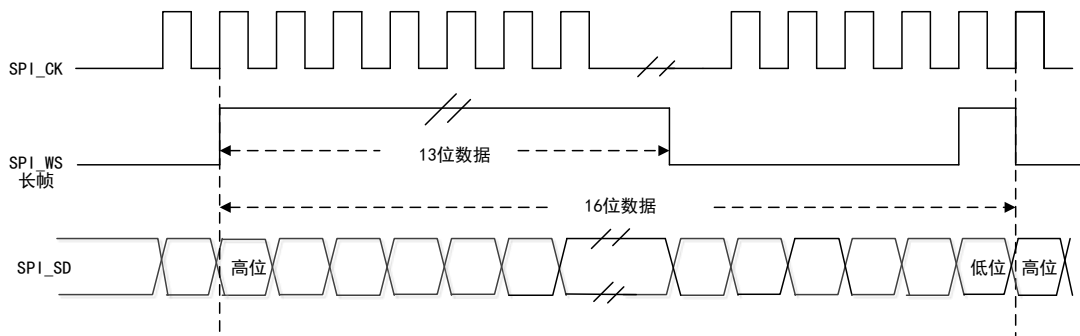 SPI_CK
13位数据
SPI_WS
长帧
16位数据
SPI_SD
高位
低位
高位